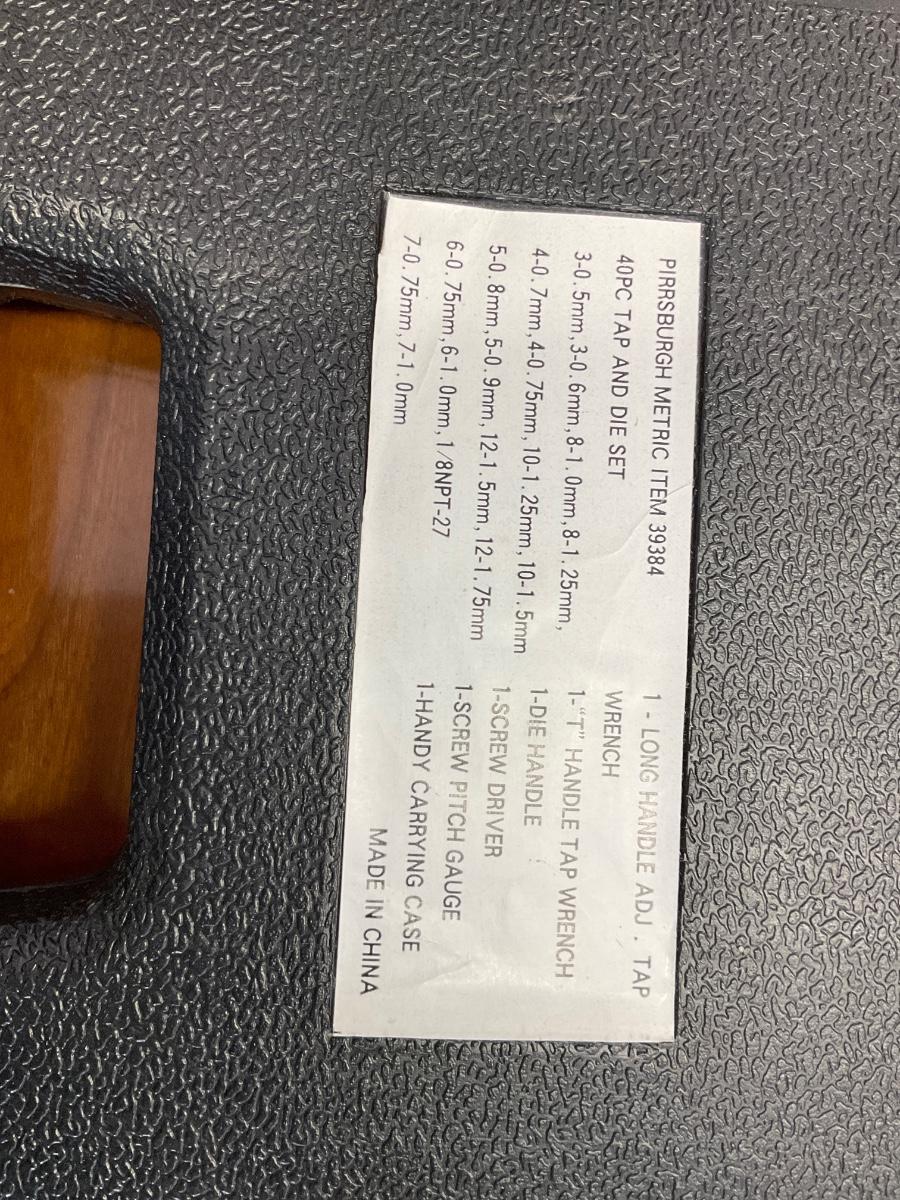 PIRRSBURGH METRIC ITEM 39384
40PC TAP AND DIE SET
3-0.5mm,3-0.6mm,8-1.0mm,8-1.25mm,
4-0.7mm,4-0.75mm,10-1.25mm,10-1.5mm
5-0.8mm,5-0.9mm,12-1.5mm,12-1.75mm
6-0.75mm,6-1.0mm,1/8NPT-27
7-0.75mm,7-1.0mm
1 - LONG HANDLE ADJ . TAP
WRENCH
1-“T” HANDLE TAP WRENCH
1-DIE HANDLE
1-SCREW DRIVER
1-SCREW PITCH GAUGE
1-HANDY CARRYING CASE
MADE IN CHINA